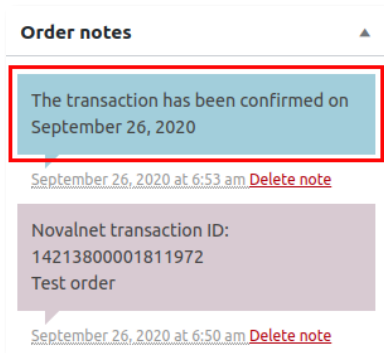 Order notes
The transaction has been confirmed on
September 26, 2020
September 26, 2020 at 6:53 am Delete note
Novalnet transaction ID:
14213800001811972
Test order
September 26, 2020 at 6:50 am Delete note